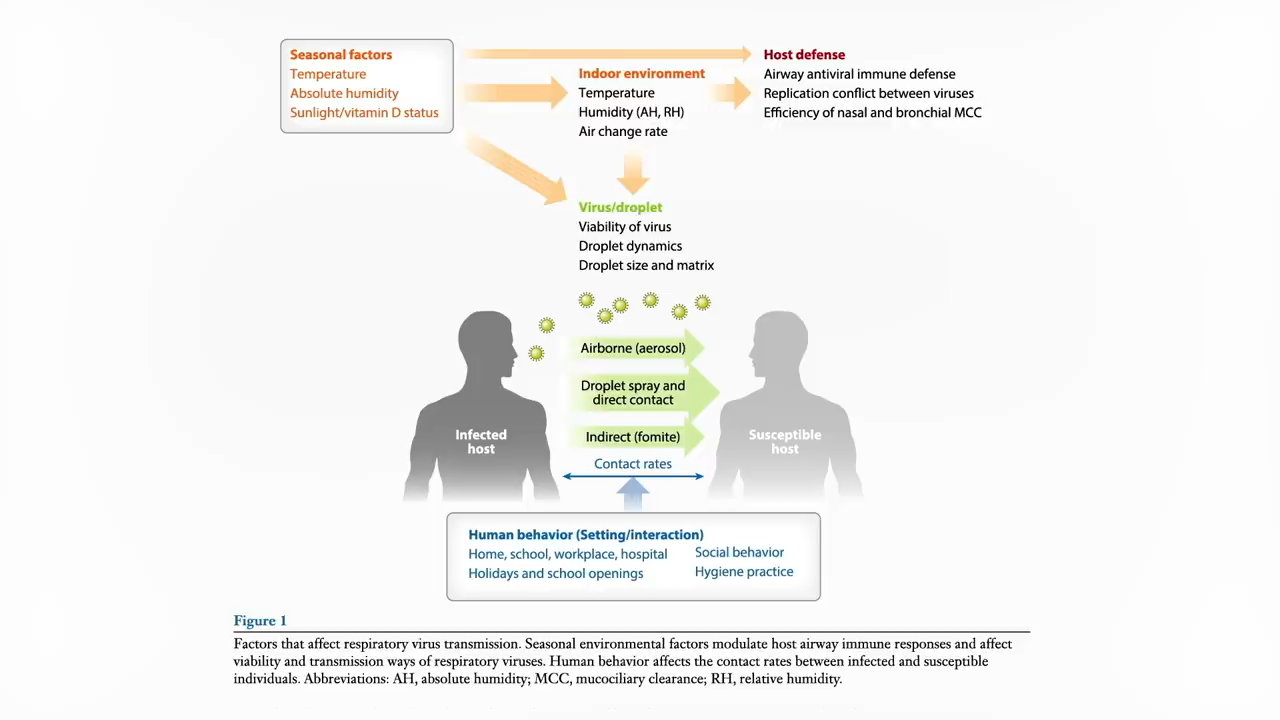 Seasonal factors
Temperature
Absolute humidity
Sunlight/vitamin D status
Indoor environment
Temperature
Humidity (AH, RH)
Air change rate
Host defense
Airway antiviral immune defense
Replication conflict between viruses
Efficiency of nasal and bronchial MCC
Virus/droplet
Viability of virus
Droplet dynamics
Droplet size and matrix
Airborne (aerosol)
Droplet spray and
direct contact
Indirect (fomite)
Infected
host
Susceptible
host
Contact rates
Human behavior (Setting/interaction)
Home, school, workplace, hospital
Holidays and school openings
Social behavior
Hygiene practice
Figure 1
Factors that affect respiratory virus transmission. Seasonal environmental factors modulate host airway immune responses and affect
viability and transmission ways of respiratory viruses. Human behavior affects the contact rates between infected and susceptible
individuals. Abbreviations: AH, absolute humidity; MCC, mucociliary clearance; RH, relative humidity.